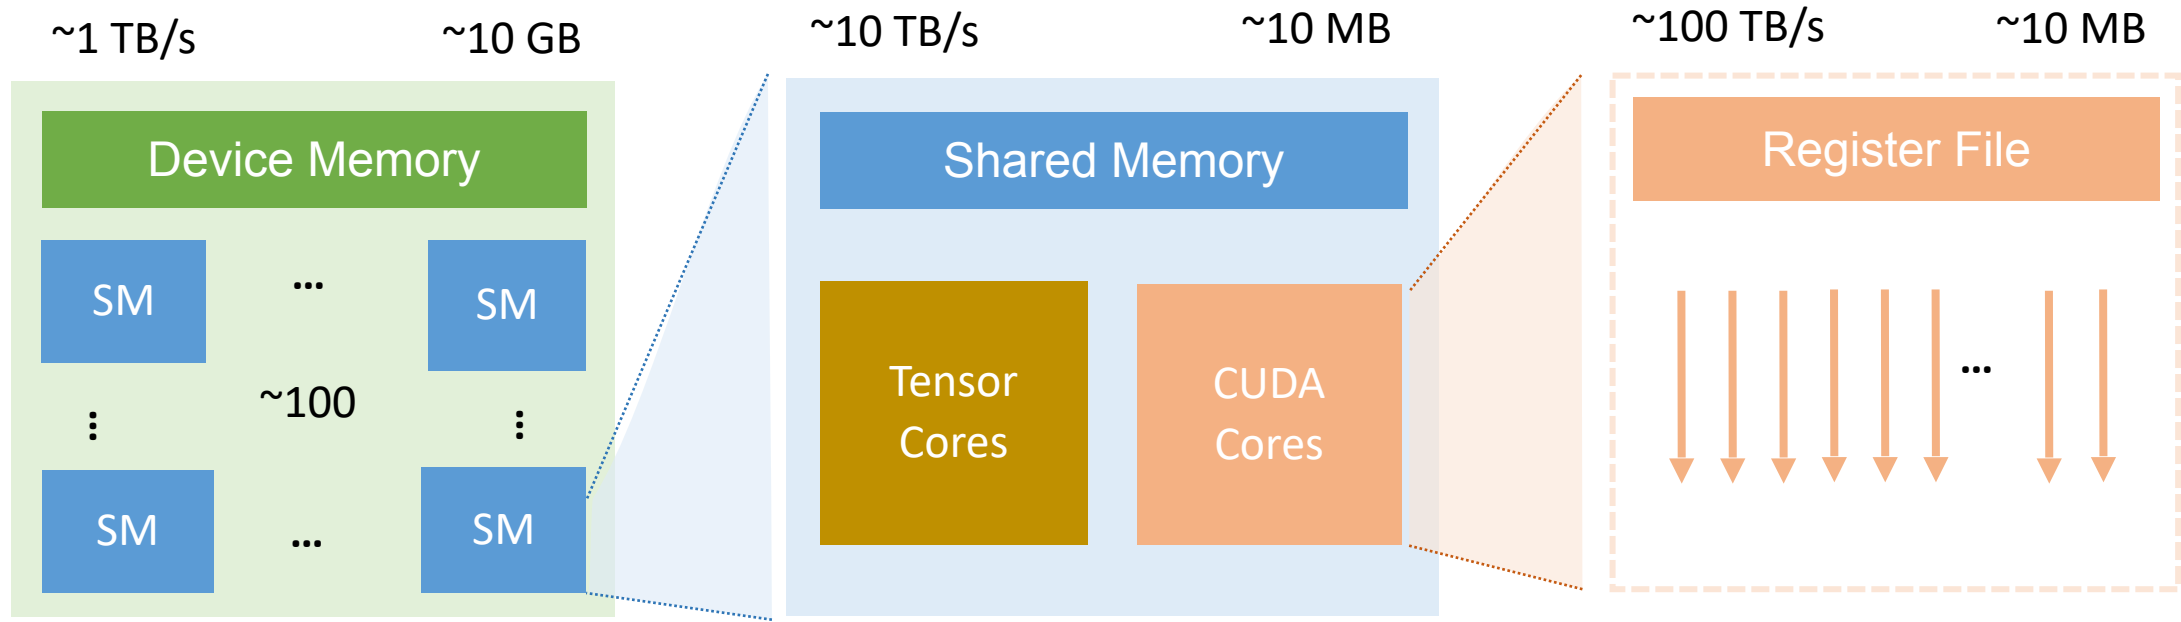 ~1 TB/s
~10 GB
Device Memory
SM
...
SM
...
~100
...
SM
...
SM
~10 TB/s
~10 MB
Shared Memory
Tensor
Cores
CUDA
Cores
~100 TB/s
~10 MB
Register File
...